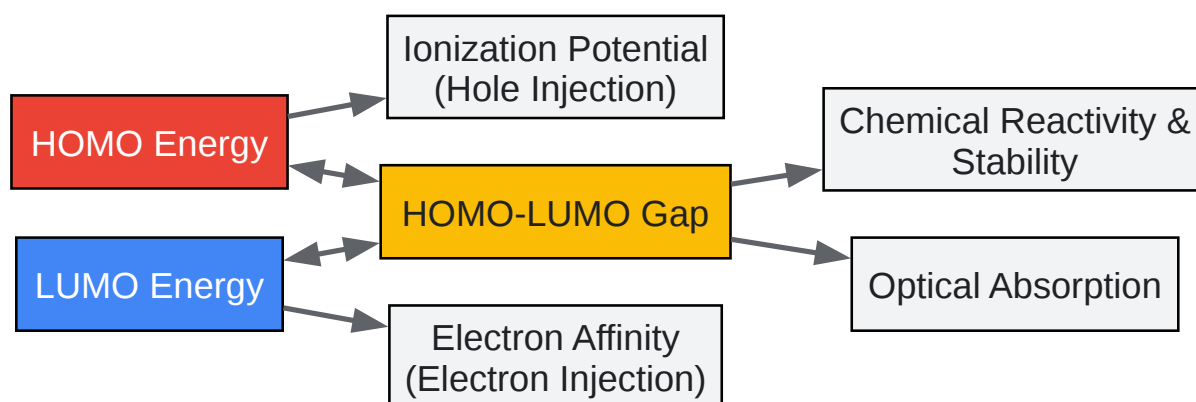 Ionization Potential
(Hole Injection)
HOMO Energy
Chemical Reactivity &
Stability
HOMO-LUMO Gap
LUMO Energy
Optical Absorption
Electron Affinity
(Electron Injection)